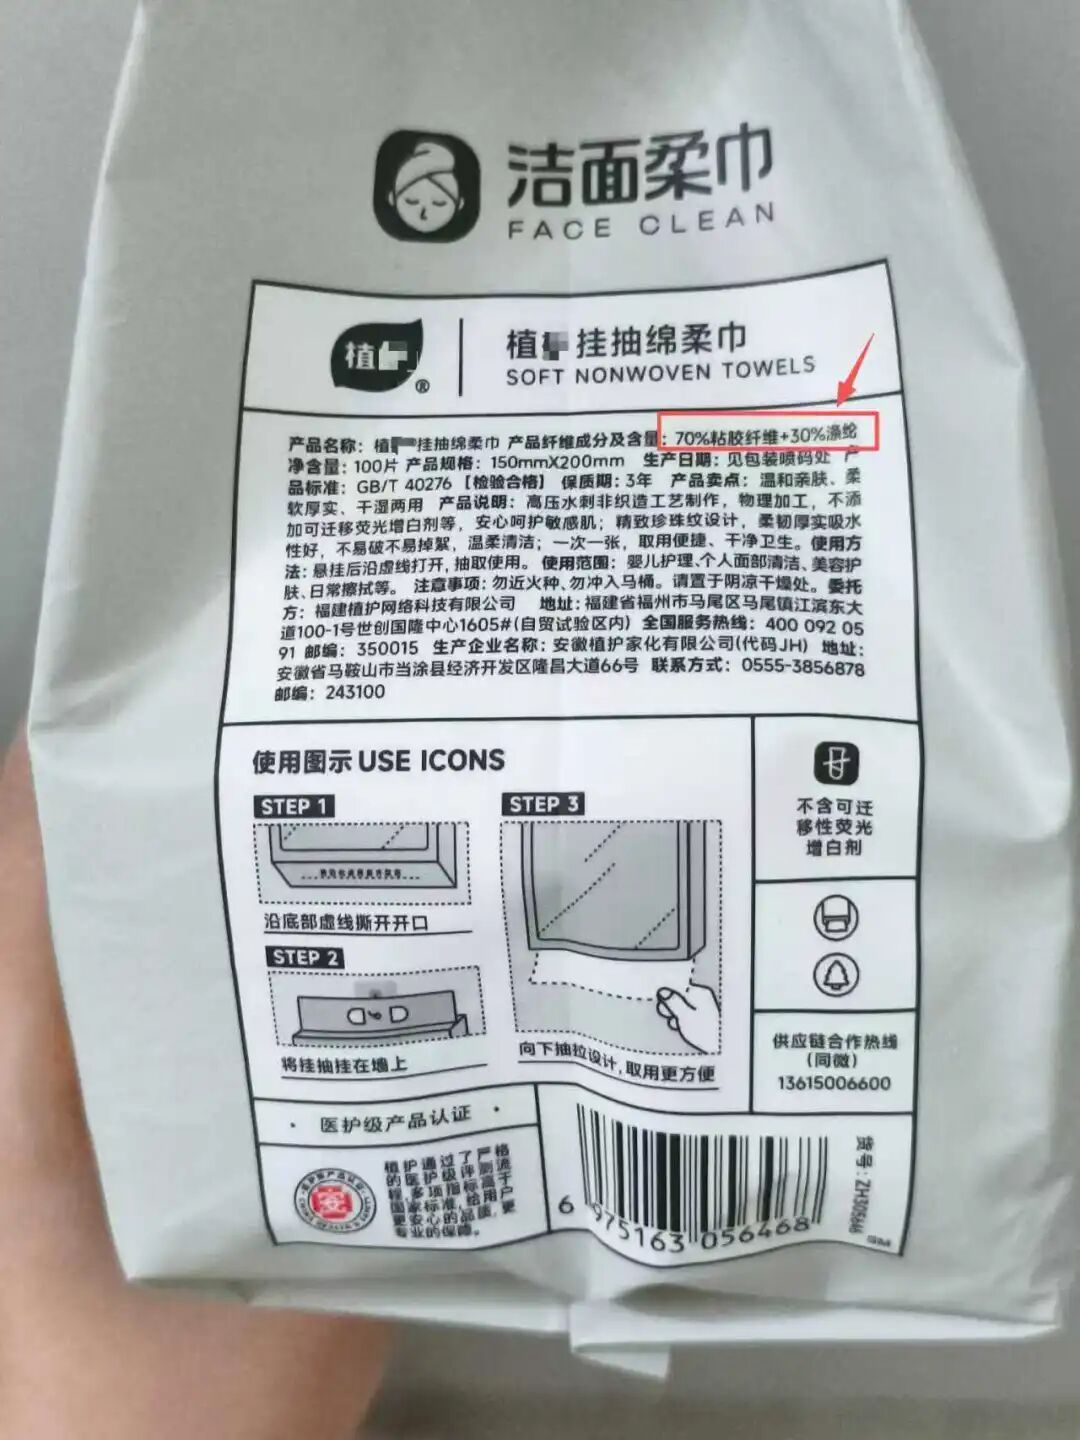 洁面柔巾
FACE CLEAN
植
®
植 挂抽绵柔巾
SOFT NONWOVEN TOWELS
产品名称：植 挂抽绵柔巾 产品纤维成分及含量：70%粘胶纤维+30%涤纶
净含量：100片 产品规格：150mmX200mm 生产日期：见包装喷码处 产
品标准：GB/T 40276【检验合格】保质期：3年 产品卖点：温和亲肤、柔
软厚实、干湿两用 产品说明：高压水刺非织造工艺制作，物理加工，不添
加可迁移荧光增白剂等，安心呵护敏感肌；精致珍珠纹设计，柔韧厚实吸水
性好，不易破不易掉絮，温柔清洁；一次一张，取用便捷、干净卫生。使用方
法：悬挂后沿虚线打开，抽取使用。使用范围：婴儿护理、个人面部清洁、美容护
肤、日常擦拭等。 注意事项：勿近火种、勿冲入马桶。请置于阴凉干燥处。委托
方：福建植护网络科技有限公司 地址：福建省福州市马尾区马尾镇江滨东大
道100-1号世创国隆中心1605#(自贸试验区内) 全国服务热线：400 092 05
91 邮编：350015 生产企业名称：安徽植护家化有限公司(代码JH) 地址：
安徽省马鞍山市当涂县经济开发区隆昌大道66号 联系方式：0555-3856878
邮编：243100
使用图示 USE ICONS
STEP 1
沿底部虚线撕开开口
STEP 2
将挂抽挂在墙上
STEP 3
向下抽拉设计，取用更方便
不含可迁
移性荧光
增白剂
供应链合作热线
(同微)
13615006600
· 医护级产品认证 ·
安
植护通过了严格
的医护级评测流
程，多项指标高于
国家标准，给用户
更安心的品质，更
专业的保障。
6 975163 056468
货号：ZH30566